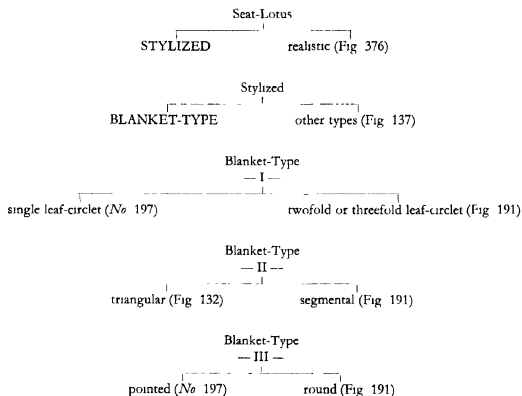 Seat-Lotus
STYLIZED realistic (Fig 376)
Stylized
BLANKET-TYPE other types (Fig 137)
Blanket-Type
— I —
single leaf-circlet (No 197) twofold or threefold leaf-circlet (Fig 191)
Blanket-Type
— II —
triangular (Fig 132) segmental (Fig 191)
Blanket-Type
— III —
pointed (No 197) round (Fig 191)